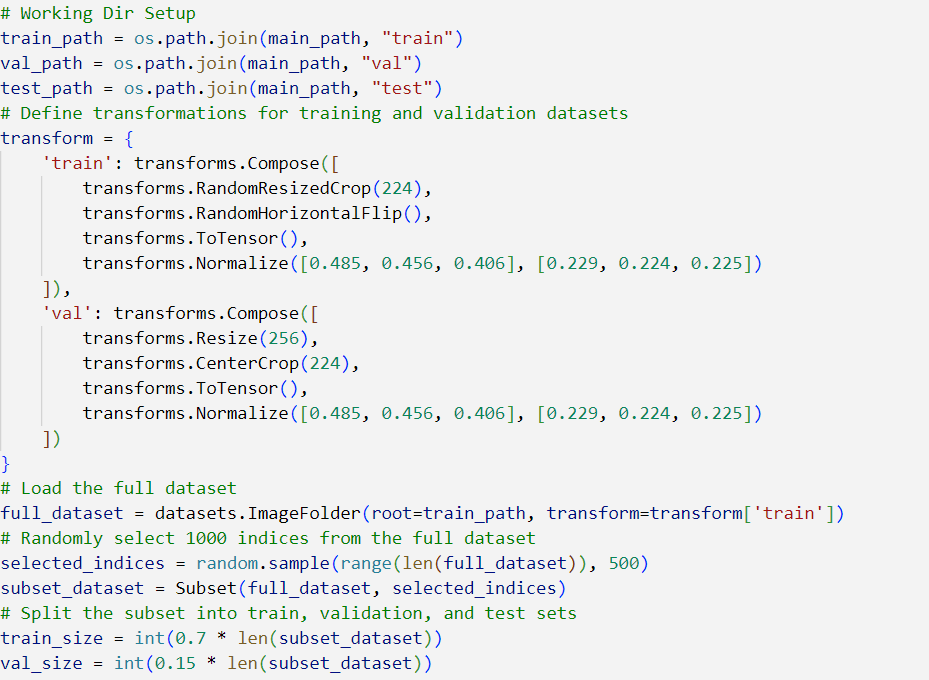 # Working Dir Setup
train_path = os.path.join(main_path, "train")
val_path = os.path.join(main_path, "val")
test_path = os.path.join(main_path, "test")
# Define transformations for training and validation datasets
transform = {
    'train': transforms.Compose([
        transforms.RandomResizedCrop(224),
        transforms.RandomHorizontalFlip(),
        transforms.ToTensor(),
        transforms.Normalize([0.485, 0.456, 0.406], [0.229, 0.224, 0.225])
    ]),
    'val': transforms.Compose([
        transforms.Resize(256),
        transforms.CenterCrop(224),
        transforms.ToTensor(),
        transforms.Normalize([0.485, 0.456, 0.406], [0.229, 0.224, 0.225])
    ])
}
# Load the full dataset
full_dataset = datasets.ImageFolder(root=train_path, transform=transform['train'])
# Randomly select 1000 indices from the full dataset
selected_indices = random.sample(range(len(full_dataset)), 500)
subset_dataset = Subset(full_dataset, selected_indices)
# Split the subset into train, validation, and test sets
train_size = int(0.7 * len(subset_dataset))
val_size = int(0.15 * len(subset_dataset))